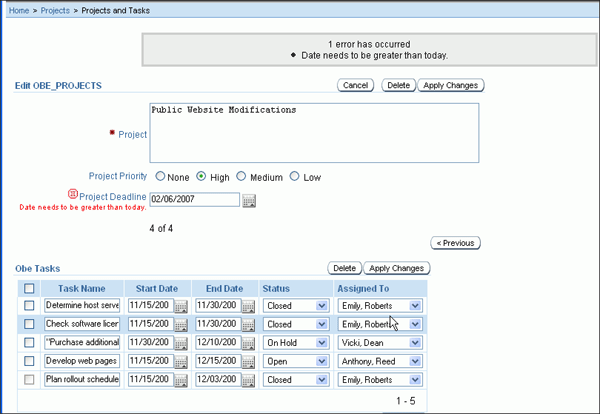 Home > Projects > Projects and Tasks
1 error has occurred
• Date needs to be greater than today.
Edit OBE_PROJECTS
Cancel Delete Apply Changes
Public Website Modifications
* Project
Project Priority None High Medium Low
Project Deadline 02/06/2007
Date needs to be greater than today.
4 of 4
< Previous
Obe Tasks
Delete Apply Changes
Task Name Start Date End Date Status Assigned To
Determine host serve 11/15/200 11/30/200 Closed Emily, Roberts
Check software licer 11/15/200 11/30/200 Closed Emily, Roberts
"Purchase additional 11/30/200 12/10/200 On Hold Vicki, Dean
Develop web pages 11/15/200 12/15/200 Open Anthony, Reed
Plan rollout schedule 11/15/200 12/03/200 Closed Emily, Roberts
1 - 5